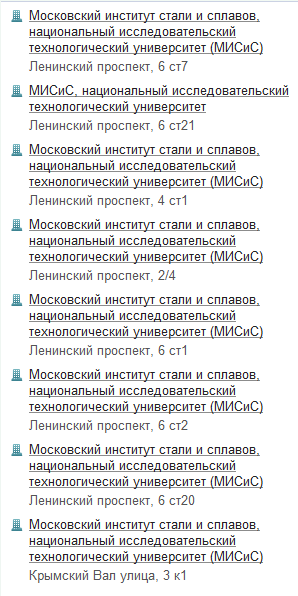 Московский институт стали и сплавов,
национальный исследовательский
технологический университет (МИСиС)
Ленинский проспект, 6 ст7
МИСиС, национальный исследовательский
технологический университет
Ленинский проспект, 6 ст21
Московский институт стали и сплавов,
национальный исследовательский
технологический университет (МИСиС)
Ленинский проспект, 4 ст1
Московский институт стали и сплавов,
национальный исследовательский
технологический университет (МИСиС)
Ленинский проспект, 2/4
Московский институт стали и сплавов,
национальный исследовательский
технологический университет (МИСиС)
Ленинский проспект, 6 ст1
Московский институт стали и сплавов,
национальный исследовательский
технологический университет (МИСиС)
Ленинский проспект, 6 ст2
Московский институт стали и сплавов,
национальный исследовательский
технологический университет (МИСиС)
Ленинский проспект, 6 ст20
Московский институт стали и сплавов,
национальный исследовательский
технологический университет (МИСиС)
Крымский Вал улица, 3 к1